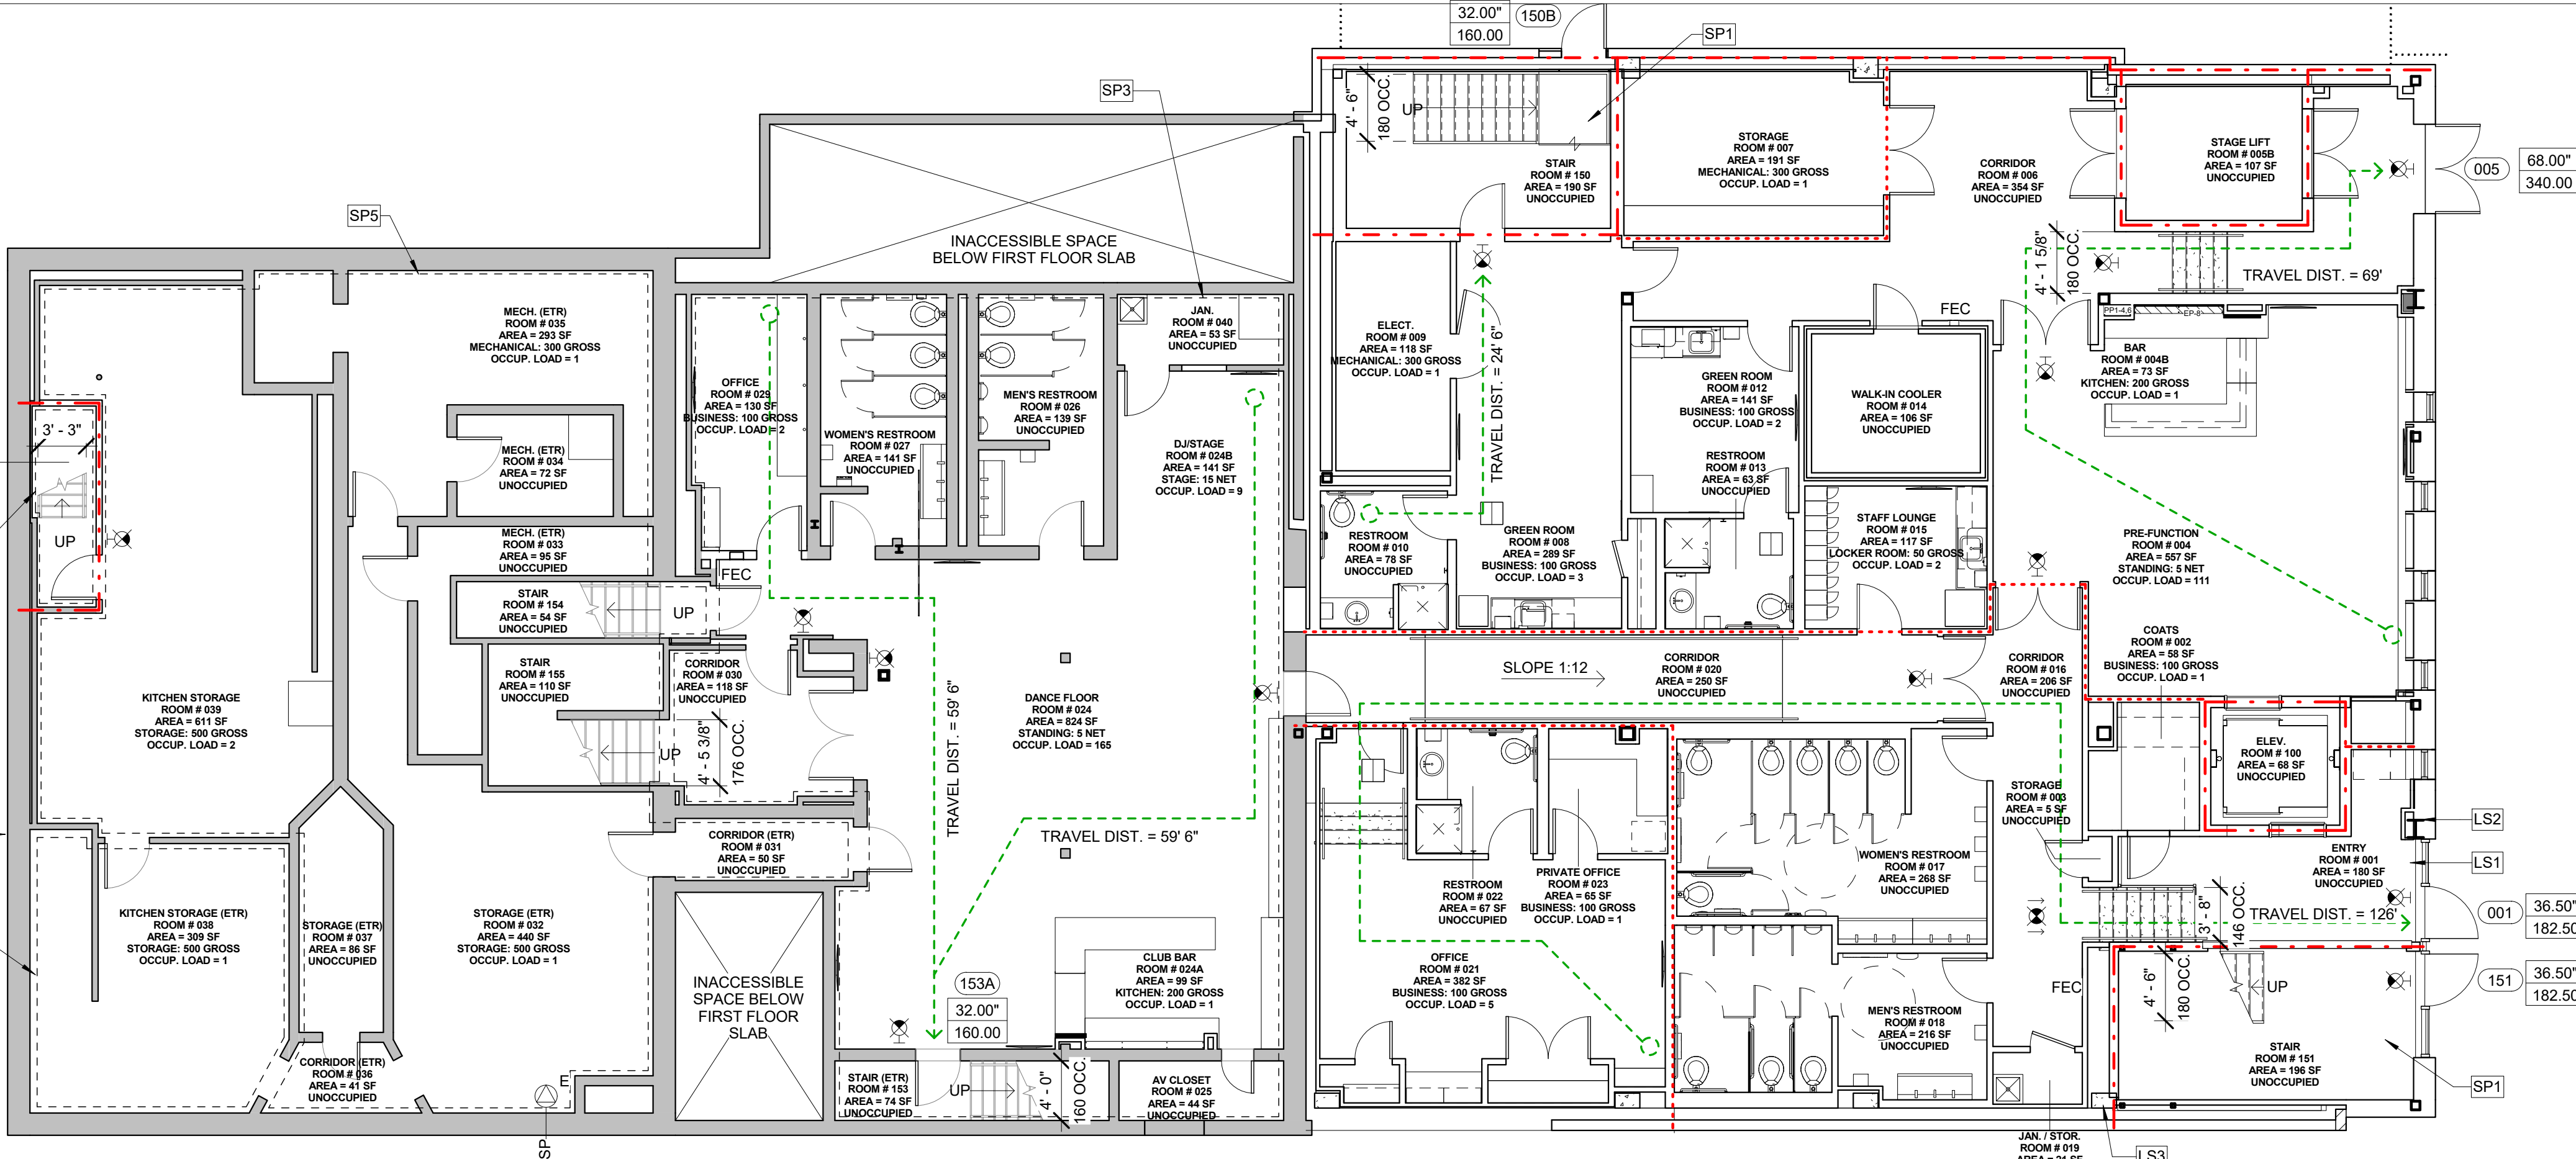 32.00"
160.00
150B
SP1
SP3
SP5
4' - 6"
180 OCC.
UP
STAIR
ROOM # 150
AREA = 190 SF
UNOCCUPIED
STORAGE
ROOM # 007
AREA = 191 SF
MECHANICAL: 300 GROSS
OCCUP. LOAD = 1
CORRIDOR
ROOM # 006
AREA = 354 SF
UNOCCUPIED
STAGE LIFT
ROOM # 005B
AREA = 107 SF
UNOCCUPIED
005
68.00"
340.00
INACCESSIBLE SPACE
BELOW FIRST FLOOR SLAB
4' - 1 5/8"
180 OCC.
TRAVEL DIST. = 69'
MECH. (ETR)
ROOM # 035
AREA = 293 SF
MECHANICAL: 300 GROSS
OCCUP. LOAD = 1
JAN.
ROOM # 040
AREA = 53 SF
UNOCCUPIED
ELECT.
ROOM # 009
AREA = 118 SF
MECHANICAL: 300 GROSS
OCCUP. LOAD = 1
TRAVEL DIST. = 24' 6"
FEC
PP1-4,6
EP-8
BAR
ROOM # 004B
AREA = 73 SF
KITCHEN: 200 GROSS
OCCUP. LOAD = 1
OFFICE
ROOM # 029
AREA = 130 SF
BUSINESS: 100 GROSS
OCCUP. LOAD = 2
MEN'S RESTROOM
ROOM # 026
AREA = 139 SF
UNOCCUPIED
GREEN ROOM
ROOM # 012
AREA = 141 SF
BUSINESS: 100 GROSS
OCCUP. LOAD = 2
WALK-IN COOLER
ROOM # 014
AREA = 106 SF
UNOCCUPIED
3' - 3"
UP
MECH. (ETR)
ROOM # 034
AREA = 72 SF
UNOCCUPIED
WOMEN'S RESTROOM
ROOM # 027
AREA = 141 SF
UNOCCUPIED
DJ/STAGE
ROOM # 024B
AREA = 141 SF
STAGE: 15 NET
OCCUP. LOAD = 9
RESTROOM
ROOM # 013
AREA = 63 SF
UNOCCUPIED
MECH. (ETR)
ROOM # 033
AREA = 95 SF
UNOCCUPIED
RESTROOM
ROOM # 010
AREA = 78 SF
UNOCCUPIED
GREEN ROOM
ROOM # 008
AREA = 289 SF
BUSINESS: 100 GROSS
OCCUP. LOAD = 3
STAFF LOUNGE
ROOM # 015
AREA = 117 SF
LOCKER ROOM: 50 GROSS
OCCUP. LOAD = 2
PRE-FUNCTION
ROOM # 004
AREA = 557 SF
STANDING: 5 NET
OCCUP. LOAD = 111
FEC
STAIR
ROOM # 154
AREA = 54 SF
UNOCCUPIED
UP
STAIR
ROOM # 155
AREA = 110 SF
UNOCCUPIED
UP
CORRIDOR
ROOM # 030
AREA = 118 SF
UNOCCUPIED
4' - 5 3/8"
176 OCC.
KITCHEN STORAGE
ROOM # 039
AREA = 611 SF
STORAGE: 500 GROSS
OCCUP. LOAD = 2
TRAVEL DIST. = 59' 6"
DANCE FLOOR
ROOM # 024
AREA = 824 SF
STANDING: 5 NET
OCCUP. LOAD = 165
SLOPE 1:12
CORRIDOR
ROOM # 020
AREA = 250 SF
UNOCCUPIED
CORRIDOR
ROOM # 016
AREA = 206 SF
UNOCCUPIED
COATS
ROOM # 002
AREA = 58 SF
BUSINESS: 100 GROSS
OCCUP. LOAD = 1
ELEV.
ROOM # 100
AREA = 68 SF
UNOCCUPIED
TRAVEL DIST. = 59' 6"
CORRIDOR (ETR)
ROOM # 031
AREA = 50 SF
UNOCCUPIED
STORAGE
ROOM # 003
AREA = 5 SF
UNOCCUPIED
LS2
LS1
ENTRY
ROOM # 001
AREA = 180 SF
UNOCCUPIED
RESTROOM
ROOM # 022
AREA = 67 SF
UNOCCUPIED
PRIVATE OFFICE
ROOM # 023
AREA = 65 SF
BUSINESS: 100 GROSS
OCCUP. LOAD = 1
WOMEN'S RESTROOM
ROOM # 017
AREA = 268 SF
UNOCCUPIED
3' - 8"
146 OCC.
TRAVEL DIST. = 126'
001
36.50"
182.50
KITCHEN STORAGE (ETR)
ROOM # 038
AREA = 309 SF
STORAGE: 500 GROSS
OCCUP. LOAD = 1
STORAGE (ETR)
ROOM # 037
AREA = 86 SF
UNOCCUPIED
STORAGE (ETR)
ROOM # 032
AREA = 440 SF
STORAGE: 500 GROSS
OCCUP. LOAD = 1
INACCESSIBLE
SPACE BELOW
FIRST FLOOR
SLAB
153A
32.00"
160.00
CLUB BAR
ROOM # 024A
AREA = 99 SF
KITCHEN: 200 GROSS
OCCUP. LOAD = 1
OFFICE
ROOM # 021
AREA = 382 SF
BUSINESS: 100 GROSS
OCCUP. LOAD = 5
MEN'S RESTROOM
ROOM # 018
AREA = 216 SF
UNOCCUPIED
FEC
4' - 6"
180 OCC.
UP
151
36.50"
182.50
STAIR
ROOM # 151
AREA = 196 SF
UNOCCUPIED
SP1
CORRIDOR (ETR)
ROOM # 036
AREA = 41 SF
UNOCCUPIED
E
SP
STAIR (ETR)
ROOM # 153
AREA = 74 SF
UNOCCUPIED
UP
4' - 0"
160 OCC.
AV CLOSET
ROOM # 025
AREA = 44 SF
UNOCCUPIED
JAN. / STOR.
ROOM # 019
AREA = 21 SF
LS3